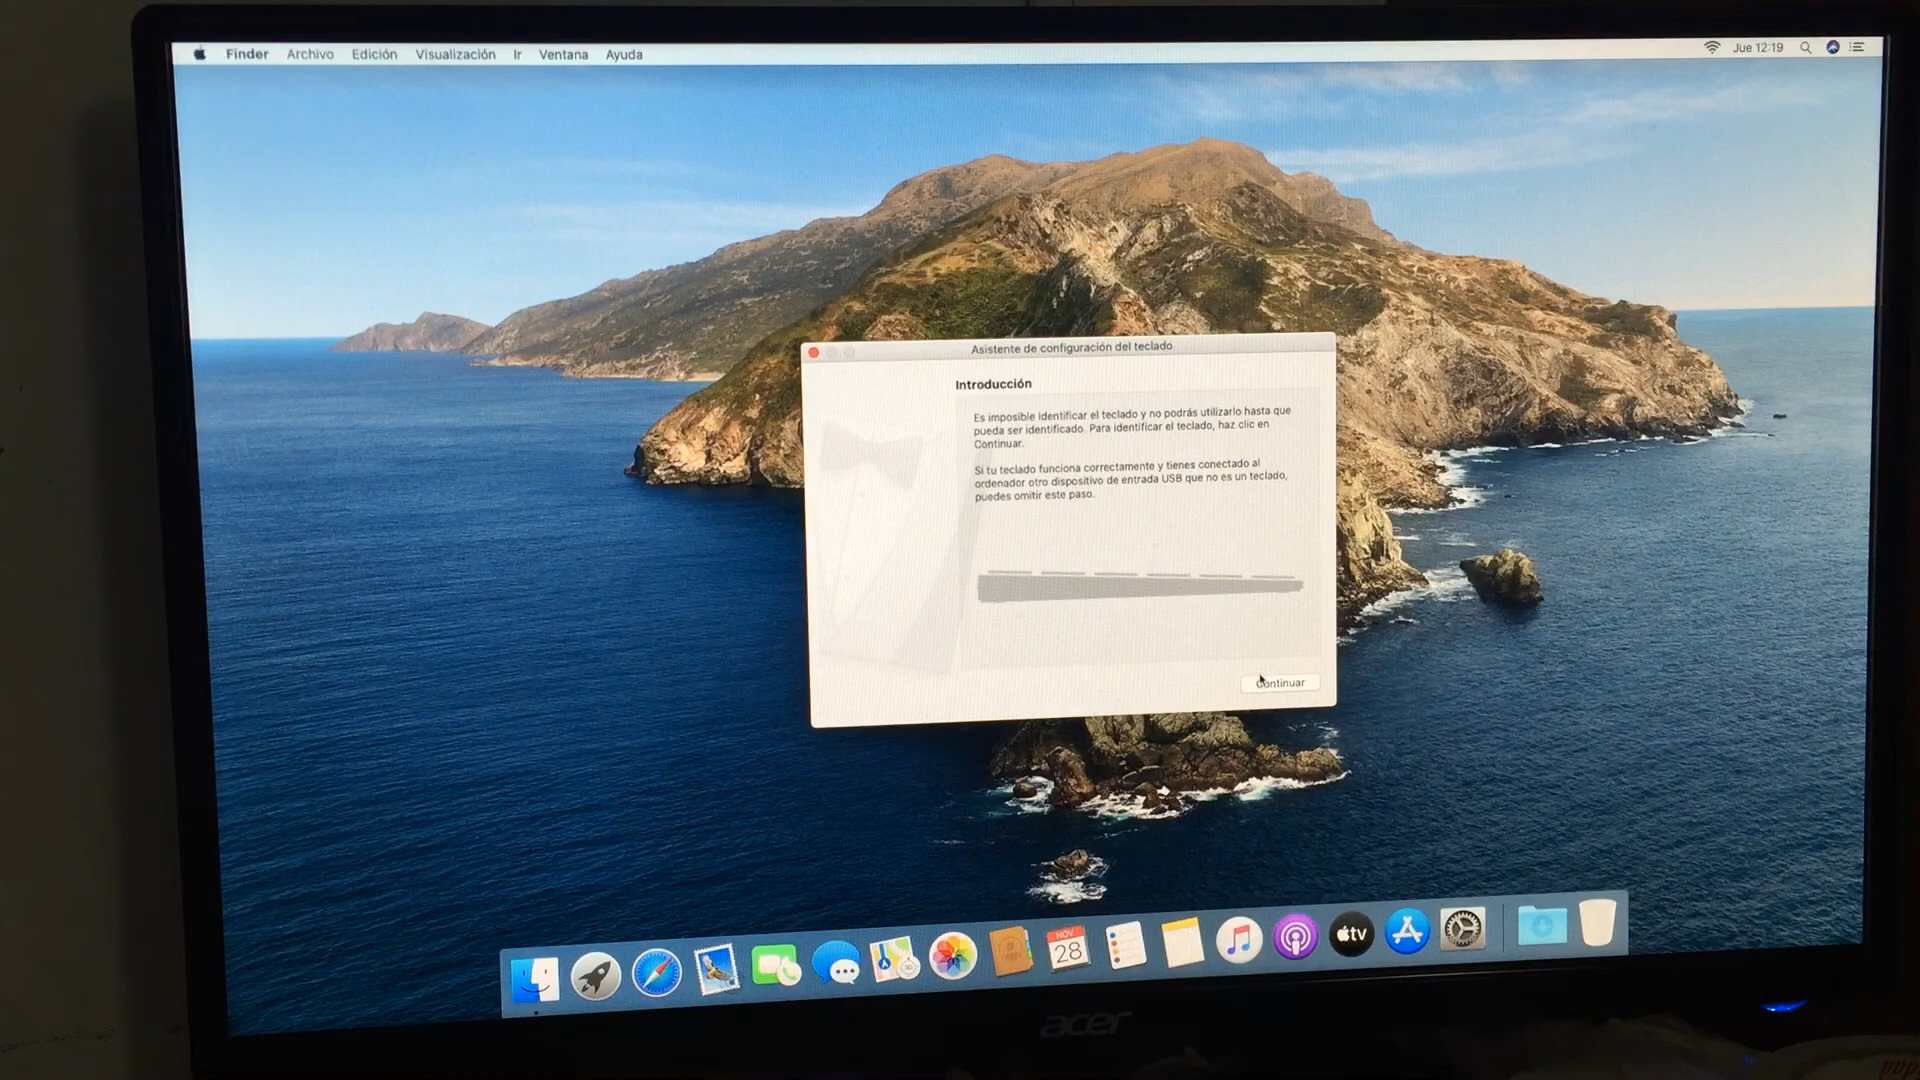 Finder Archivo Edición Visualización Ir Ventana Ayuda
Jue 12:19
Asistente de configuración del teclado
Introducción
Es imposible identificar el teclado y no podrás utilizarlo hasta que
pueda ser identificado. Para identificar el teclado, haz clic en
Continuar.
Si tu teclado funciona correctamente y tienes conectado al
ordenador otro dispositivo de entrada USB que no es un teclado,
puedes omitir este paso.
Continuar
NOV
28
tv
acer